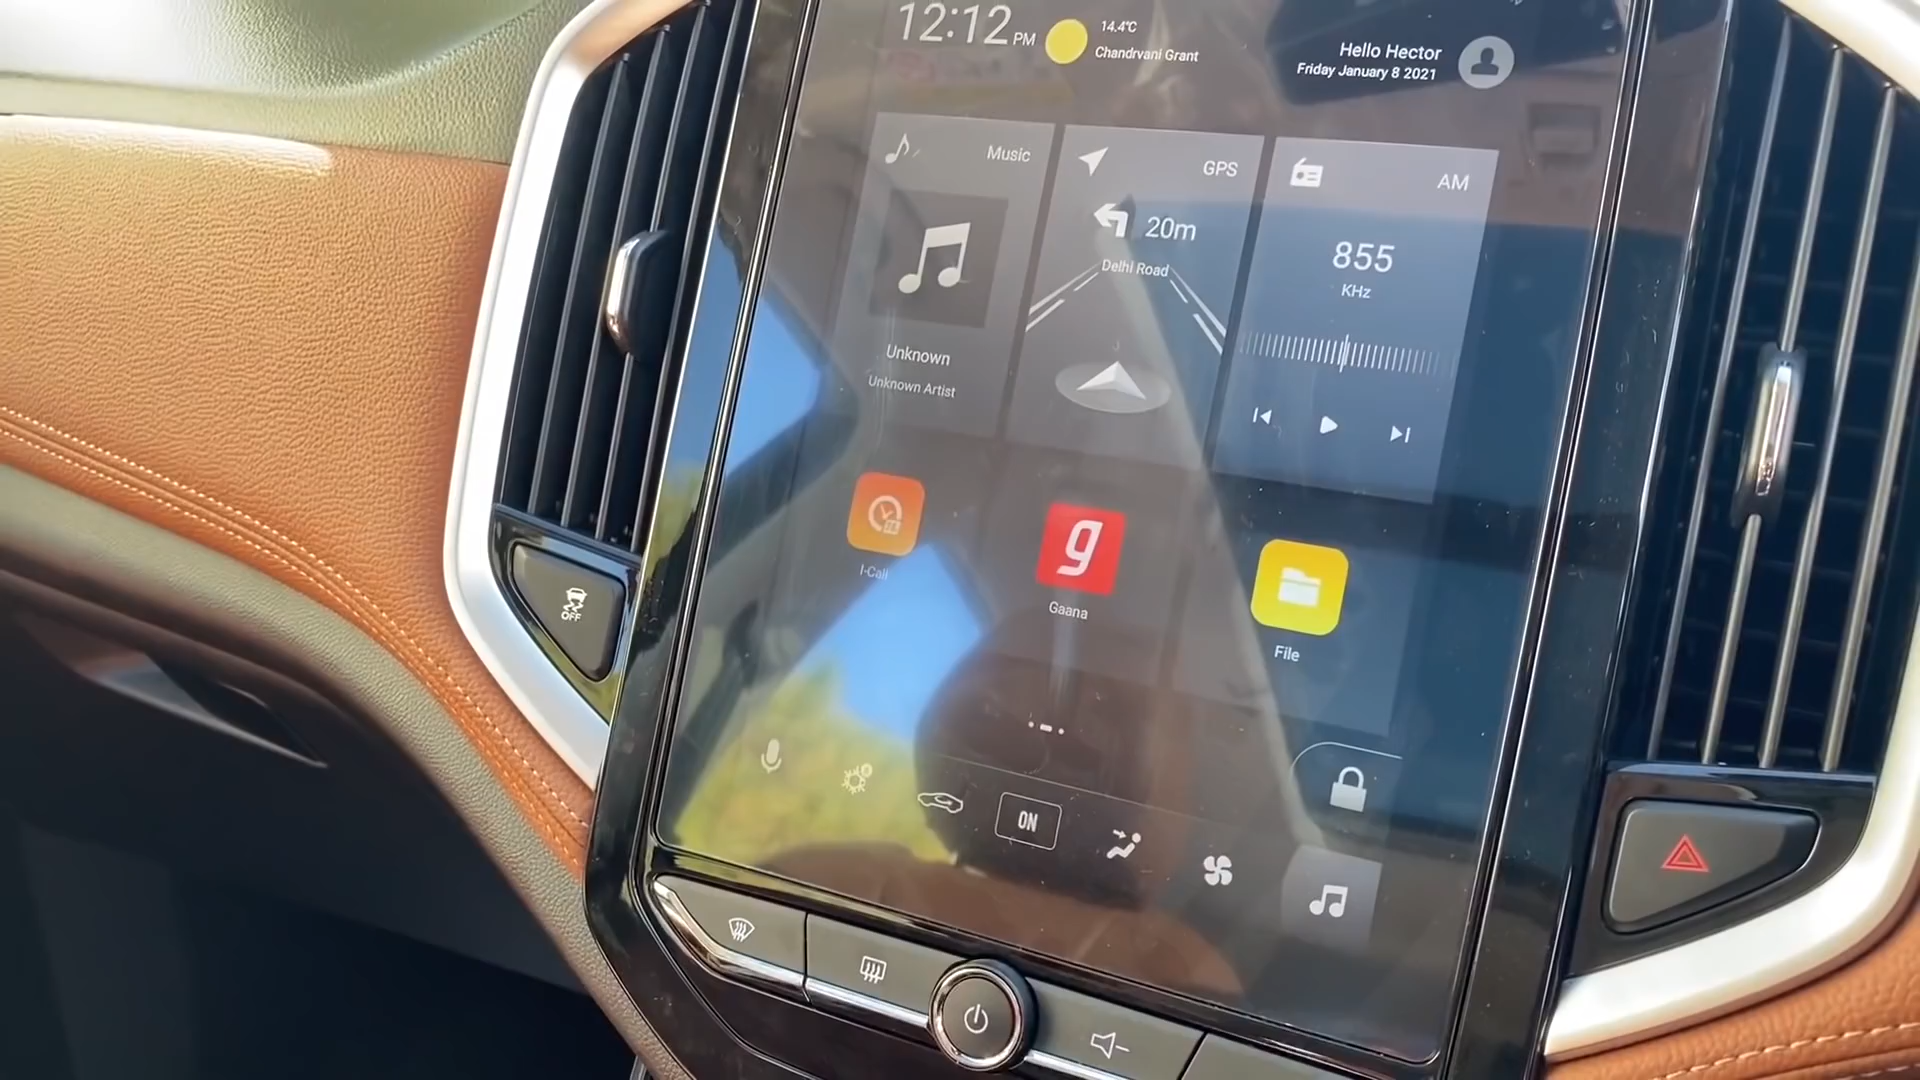 12:12 PM
14.4°C
Chandrvani Grant
Hello Hector
Friday January 8 2021
Music
GPS
AM
20m
Delhi Road
855
KHz
Unknown
Unknown Artist
I-Call
g
Gaana
File
OFF
ON